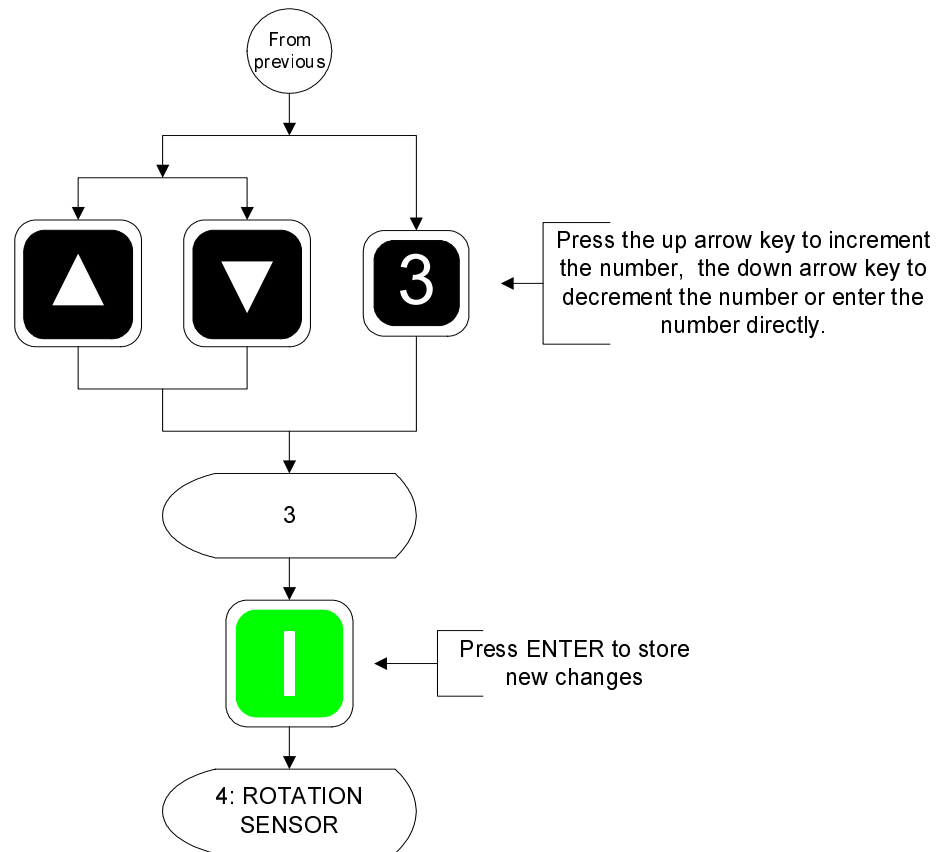 From
previous
3
Press the up arrow key to increment
the number, the down arrow key to
decrement the number or enter the
number directly.
3
I
Press ENTER to store
new changes
4: ROTATION
SENSOR